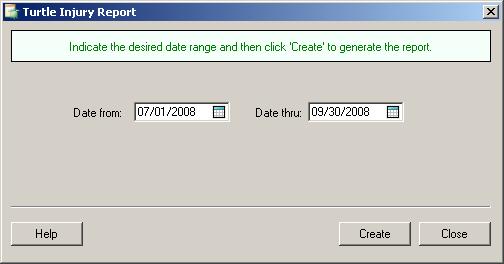 Turtle Injury Report
Indicate the desired date range and then click 'Create' to generate the report.
Date from: 07/01/2008 Date thru: 09/30/2008
Help Create Close